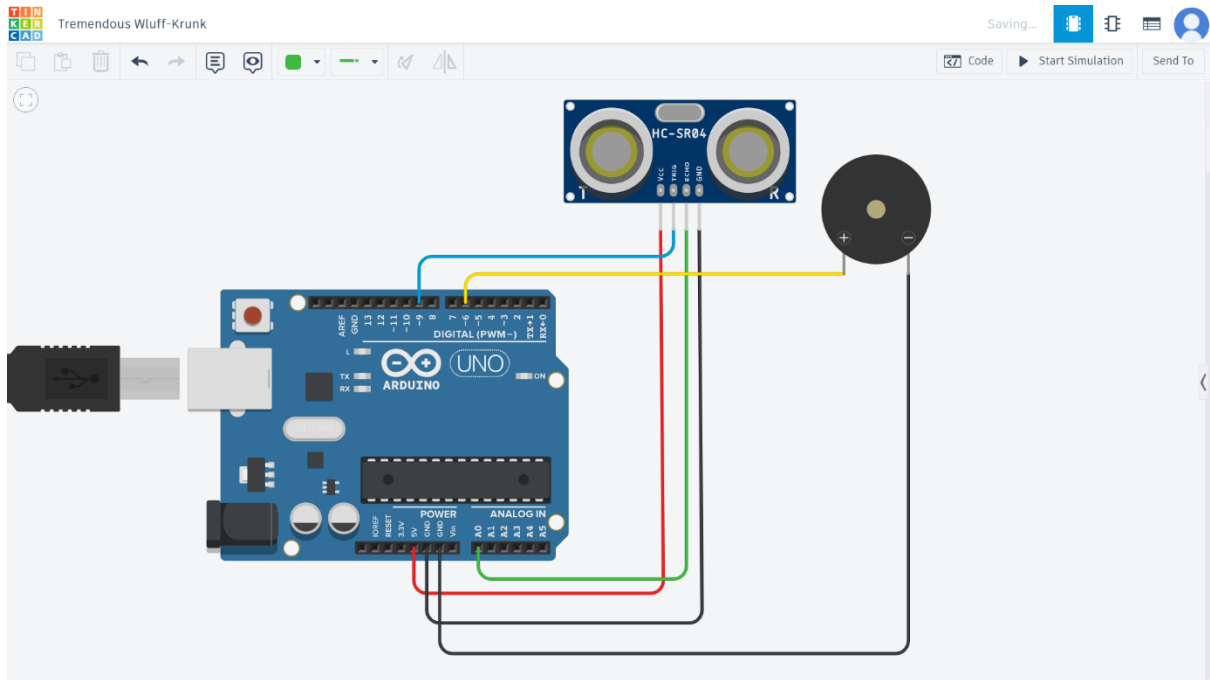 TIN
KER
CAD
Tremendous Wluff-Krunk
Saving...
Code
Start Simulation
Send To
HC-SR04
VCC
TRIG
ECHO
GND
T
R
+
-
AREF
GND
13
12
~11
~10
~9
8
7
~6
~5
4
~3
2
TX→1
RX←0
DIGITAL (PWM~)
L
TX
RX
ARDUINO
UNO
ON
POWER
ANALOG IN
IOREF
RESET
3.3V
5V
GND
GND
Vin
A0
A1
A2
A3
A4
A5